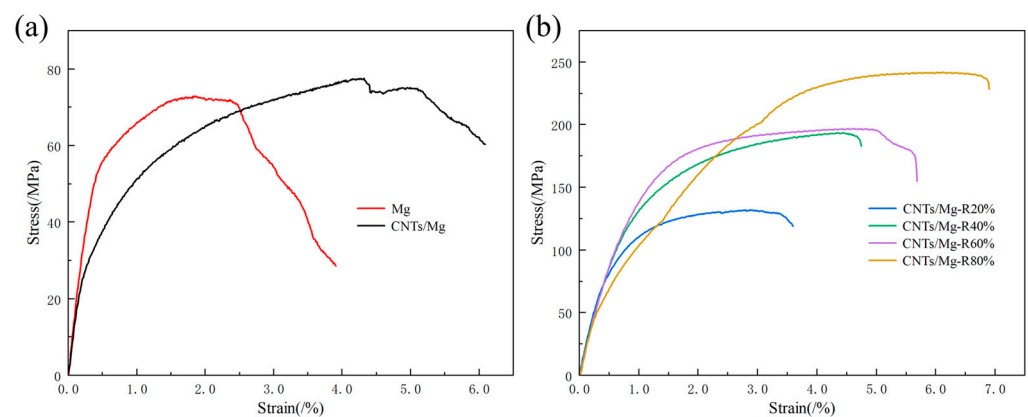 (a)
80
60
40
20
0
Stress(/MPa)
Mg
CNTs/Mg
0.0 1.0 2.0 3.0 4.0 5.0 6.0
Strain(/%)
(b)
250
200
150
100
50
0
Stress(/MPa)
CNTs/Mg-R20%
CNTs/Mg-R40%
CNTs/Mg-R60%
CNTs/Mg-R80%
0.0 1.0 2.0 3.0 4.0 5.0 6.0 7.0
Strain(/%)